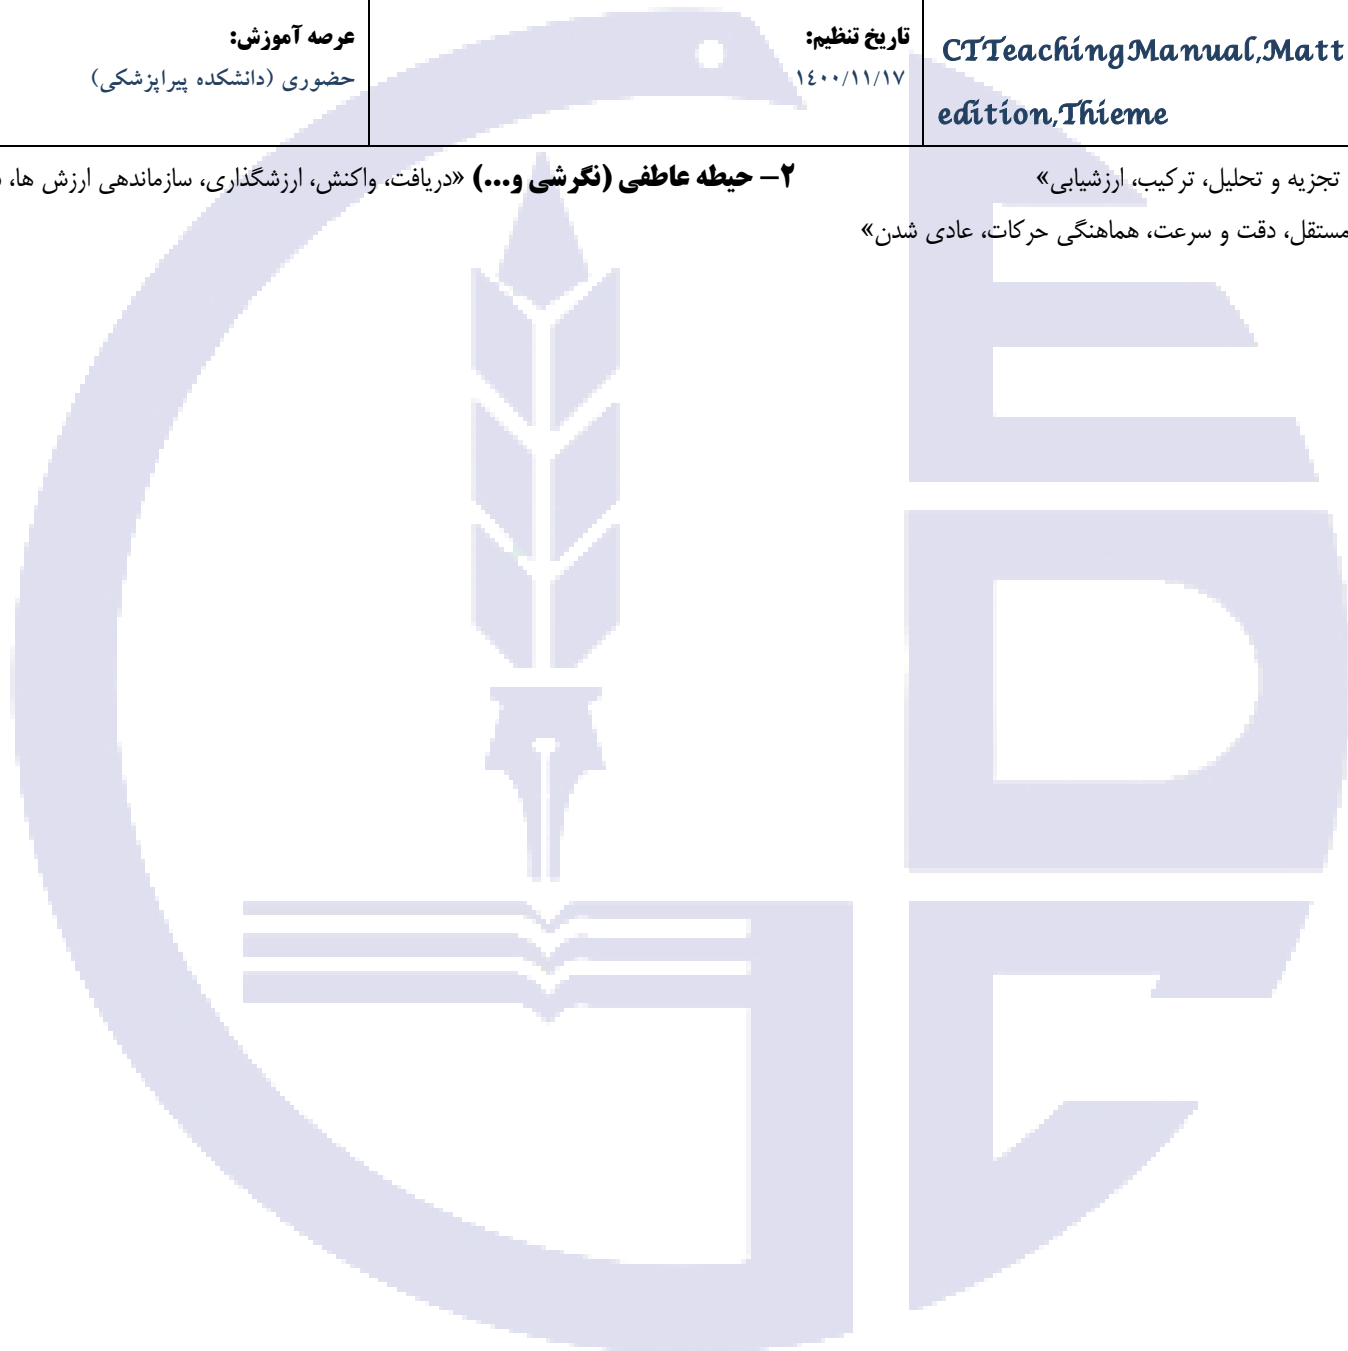 CTTeachingManual,Matt
edition,Thieme
تاریخ تنظیم:
۱٤۰۰/۱۱/۱۷
عرصه آموزش:
حضوری (دانشکده پیراپزشکی)
تجزیه و تحلیل، ترکیب، ارزشیابی» ۲- حیطه عاطفی (نگرشی و...) «دریافت، واکنش، ارزشگذاری، سازماندهی ارزش ها،
مستقل، دقت و سرعت، هماهنگی حرکات، عادی شدن»